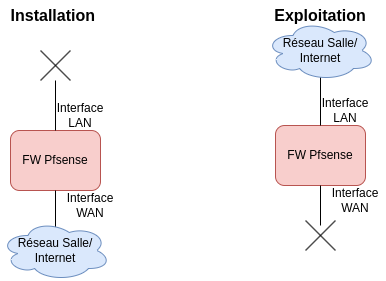 Installation
Interface
LAN
FW Pfsense
Interface
WAN
Réseau Salle/
Internet
Exploitation
Réseau Salle/
Internet
Interface
LAN
FW Pfsense
Interface
WAN